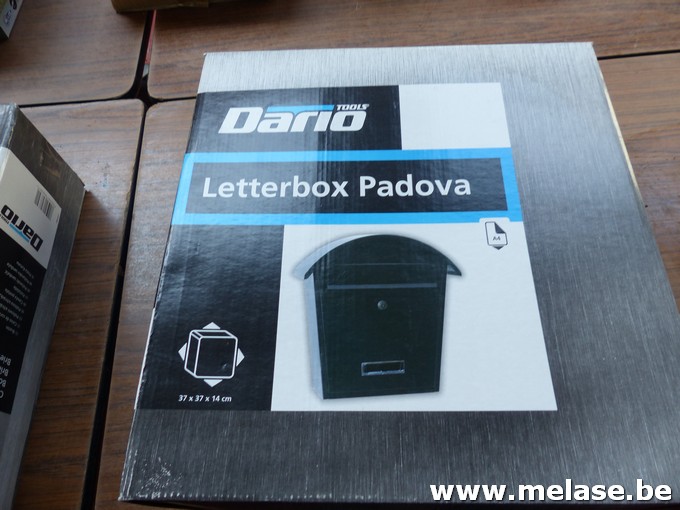 Dario TOOLS
Letterbox Padova
A4
37 x 37 x 14 cm
Dario
www.melase.be